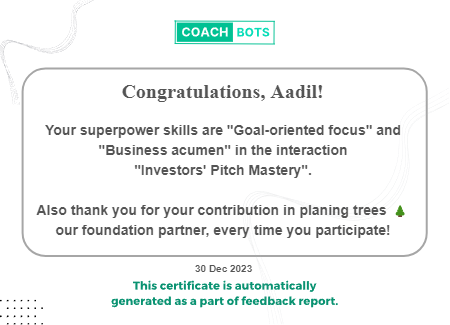 COACH BOTS
Congratulations, Aadil!
Your superpower skills are "Goal-oriented focus" and
"Business acumen" in the interaction
"Investors' Pitch Mastery".
Also thank you for your contribution in planing trees 🌲
our foundation partner, every time you participate!
30 Dec 2023
This certificate is automatically
generated as a part of feedback report.